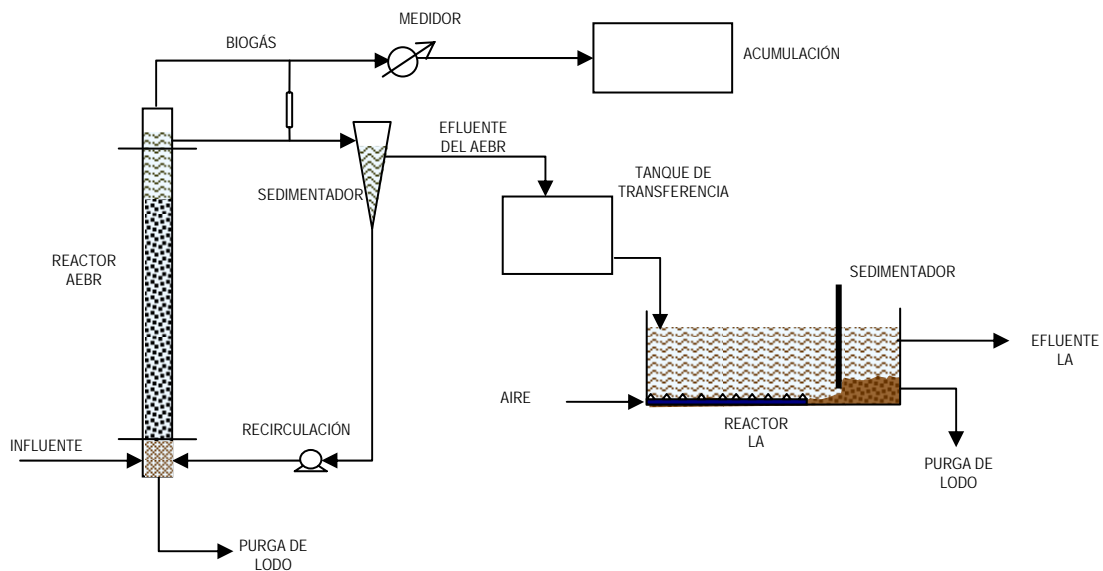 MEDIDOR
BIOGÁS
ACUMULACIÓN
EFLUENTE
DEL AEBR
TANQUE DE
TRANSFERENCIA
SEDIMENTADOR
REACTOR
AEBR
SEDIMENTADOR
EFLUENTE
LA
AIRE
REACTOR
LA
RECIRCULACIÓN
INFLUENTE
PURGA DE
LODO
PURGA DE
LODO